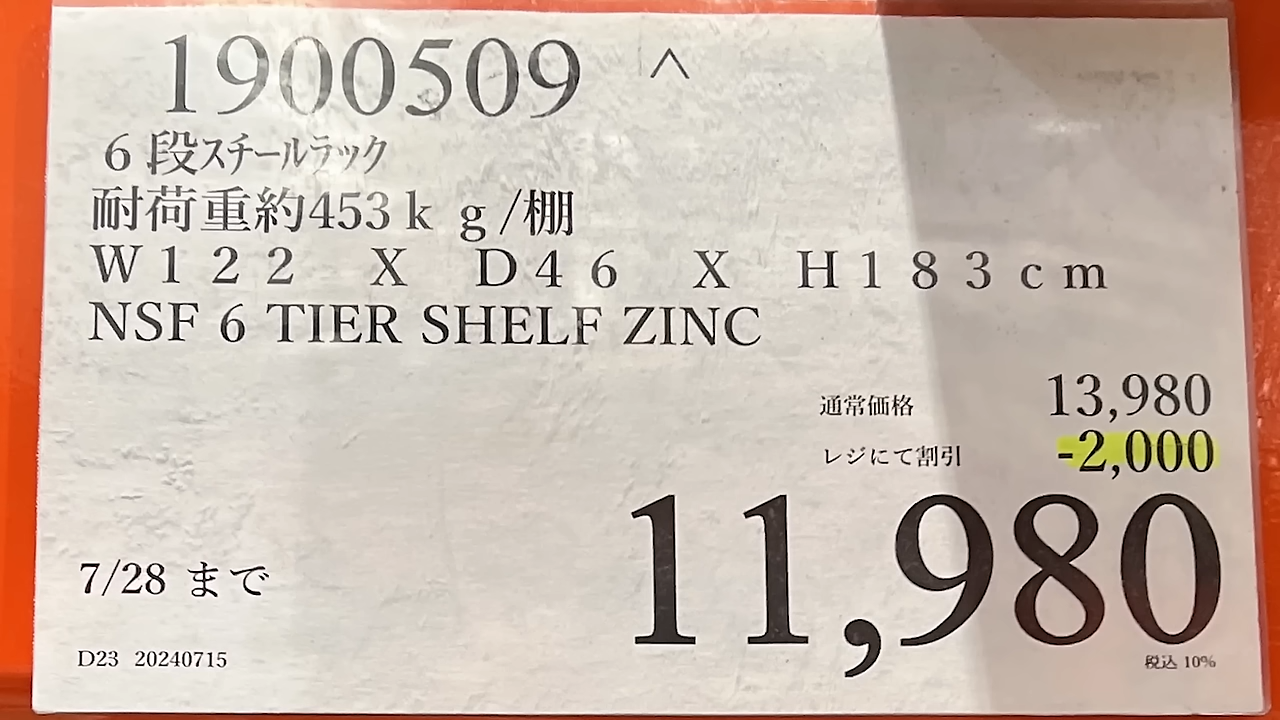 1900509 ^
6 段ｽﾁｰﾙﾗｯｸ
耐荷重約453ｋｇ/棚
Ｗ１２２　Ｘ　Ｄ４６　Ｘ　Ｈ１８３ｃｍ
NSF 6 TIER SHELF ZINC
通常価格 13,980
レジにて割引 -2,000
11,980
7/28 まで
D23 20240715
税込 10%